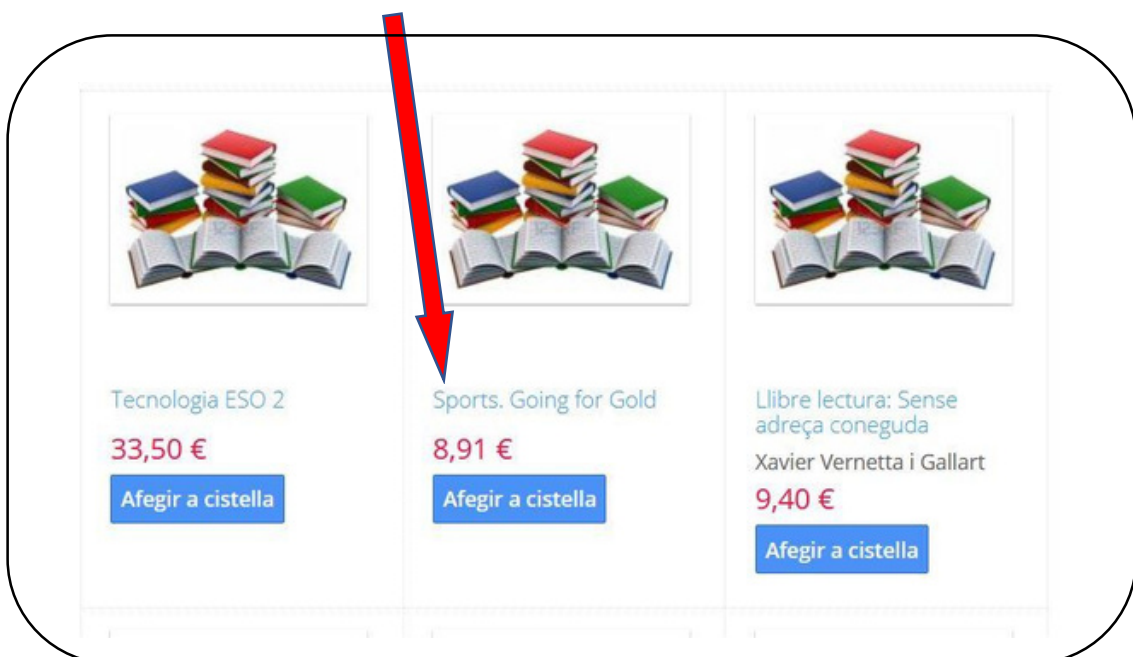 Tecnologia ESO 2
33,50 €
Afegir a cistella
Sports. Going for Gold
8,91 €
Afegir a cistella
Llibre lectura: Sense
adreça coneguda
Xavier Vernetta i Gallart
9,40 €
Afegir a cistella